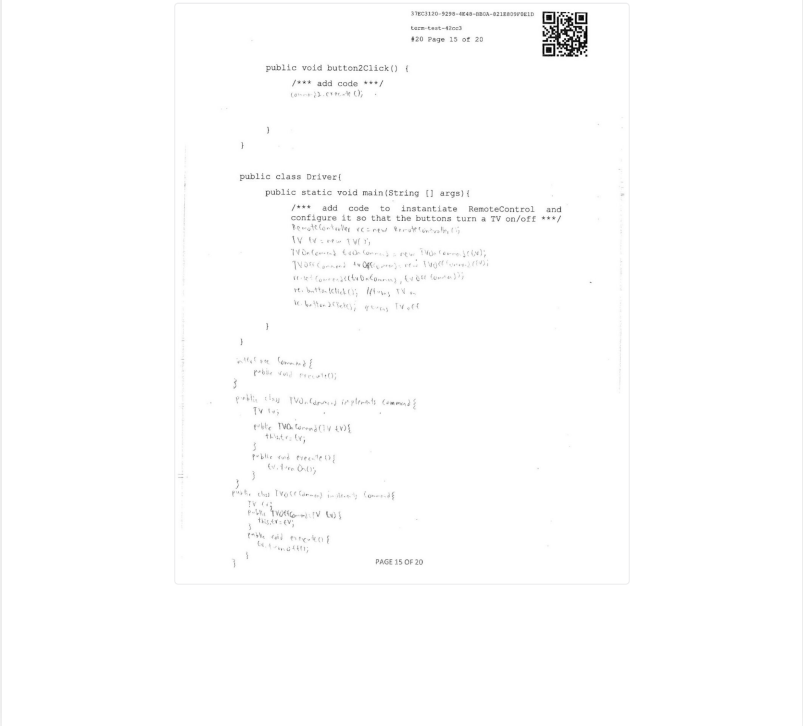 37EC3120-9298-4E48-BB0A-821E809FBE1D
term-test-42cc3
#20 Page 15 of 20
public void button2Click() {
/*** add code ***/
command2.execute();
}
}
public class Driver{
public static void main(String [] args){
/*** add code to instantiate RemoteControl and
configure it so that the buttons turn a TV on/off ***/
RemoteController rc = new RemoteController();
TV tv = new TV();
TVOnCommand tvOnCommand = new TVOnCommand(tv);
TVOffCommand tvOffCommand = new TVOffCommand(tv);
rc.setCommands(tvOnCommand, tvOffCommand);
rc.button1Click(); //turns TV on
rc.button2Click(); //turns TV off
}
}
interface Command {
public void execute();
}
public class TVOnCommand implements Command {
TV tv;
public TVOnCommand(TV tv) {
this.tv = tv;
}
public void execute() {
tv.turnOn();
}
}
public class TVOffCommand implements Command {
TV tv;
public TVOffCommand(TV tv) {
this.tv = tv;
}
public void execute() {
tv.turnOff();
}
}
PAGE 15 OF 20